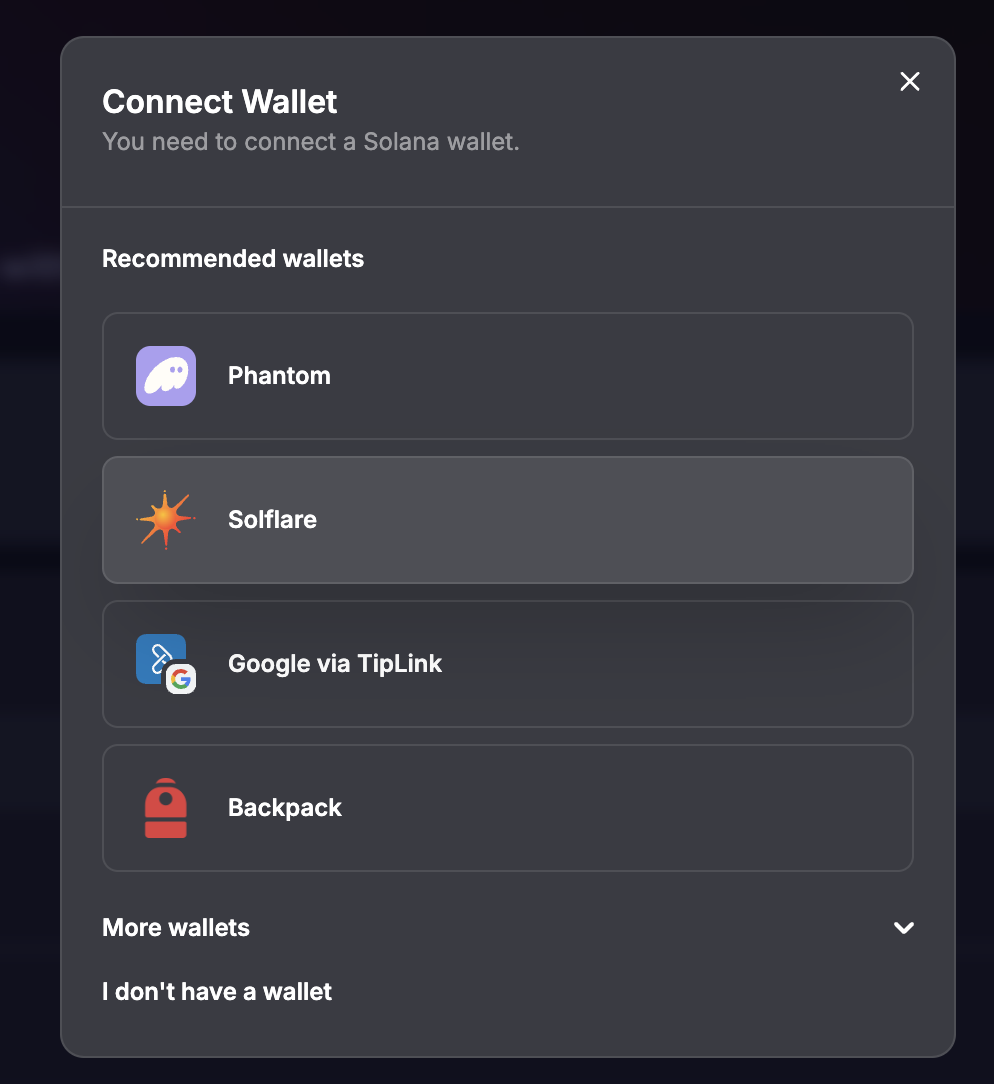 Connect Wallet
You need to connect a Solana wallet.
Recommended wallets
Phantom
Solflare
Google via TipLink
Backpack
More wallets
I don't have a wallet